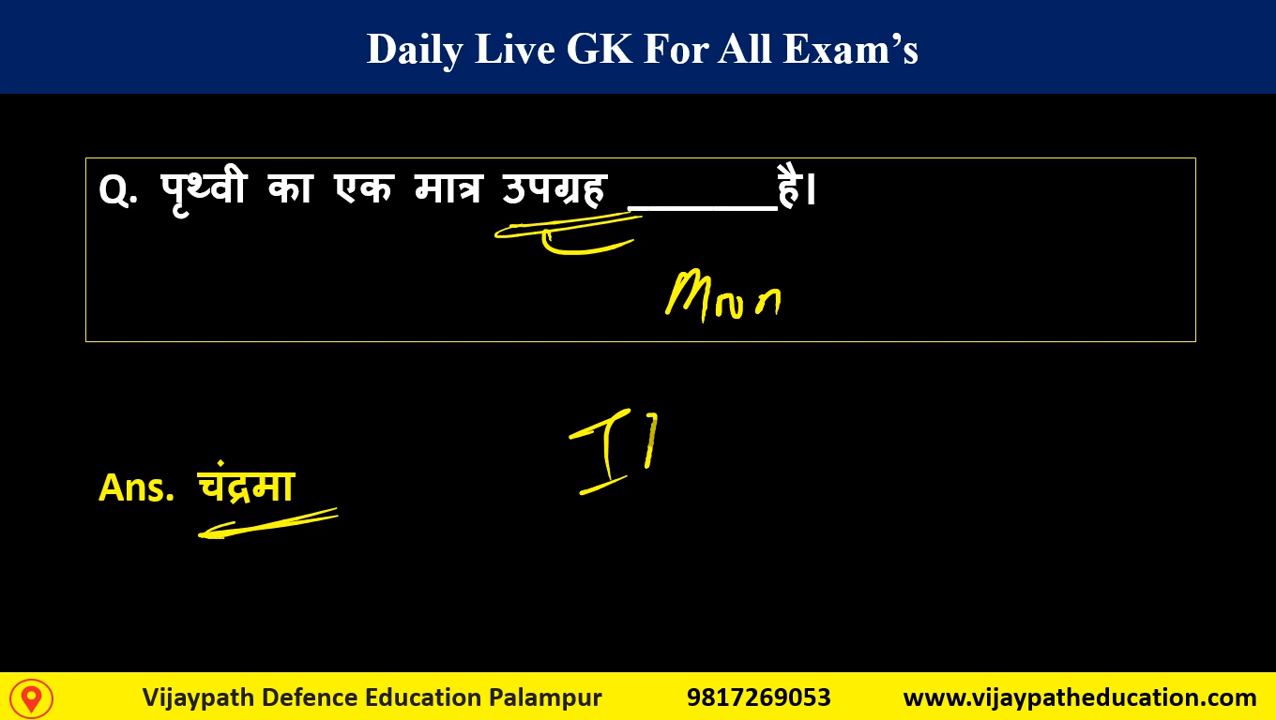 Daily Live GK For All Exam’s
Q. पृथ्वी का एक मात्र उपग्रह _______है।
Moon
Ans. चंद्रमा
Vijaypath Defence Education Palampur 9817269053 www.vijaypatheducation.com